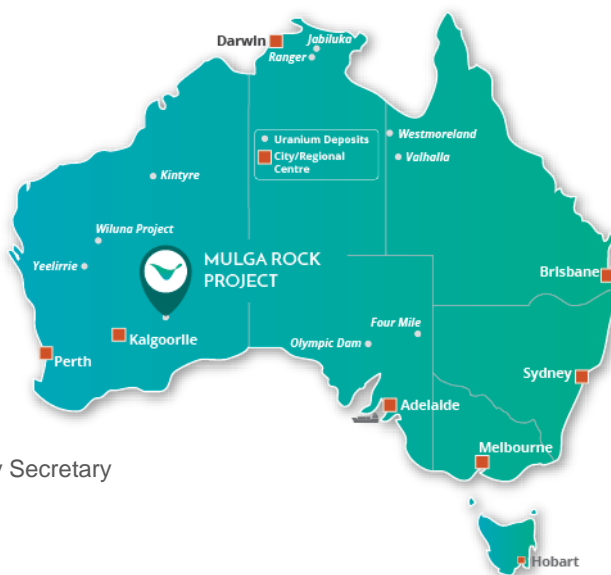 Darwin
Jabiluka
Ranger
Uranium Deposits
City/Regional
Centre
Westmoreland
Valhalla
Kintyre
Wiluna Project
Yeelirrie
MULGA ROCK
PROJECT
Brisbane
Four Mile
Olympic Dam
Kalgoorlie
Perth
Sydney
Adelaide
Melbourne
y Secretary
Hobart